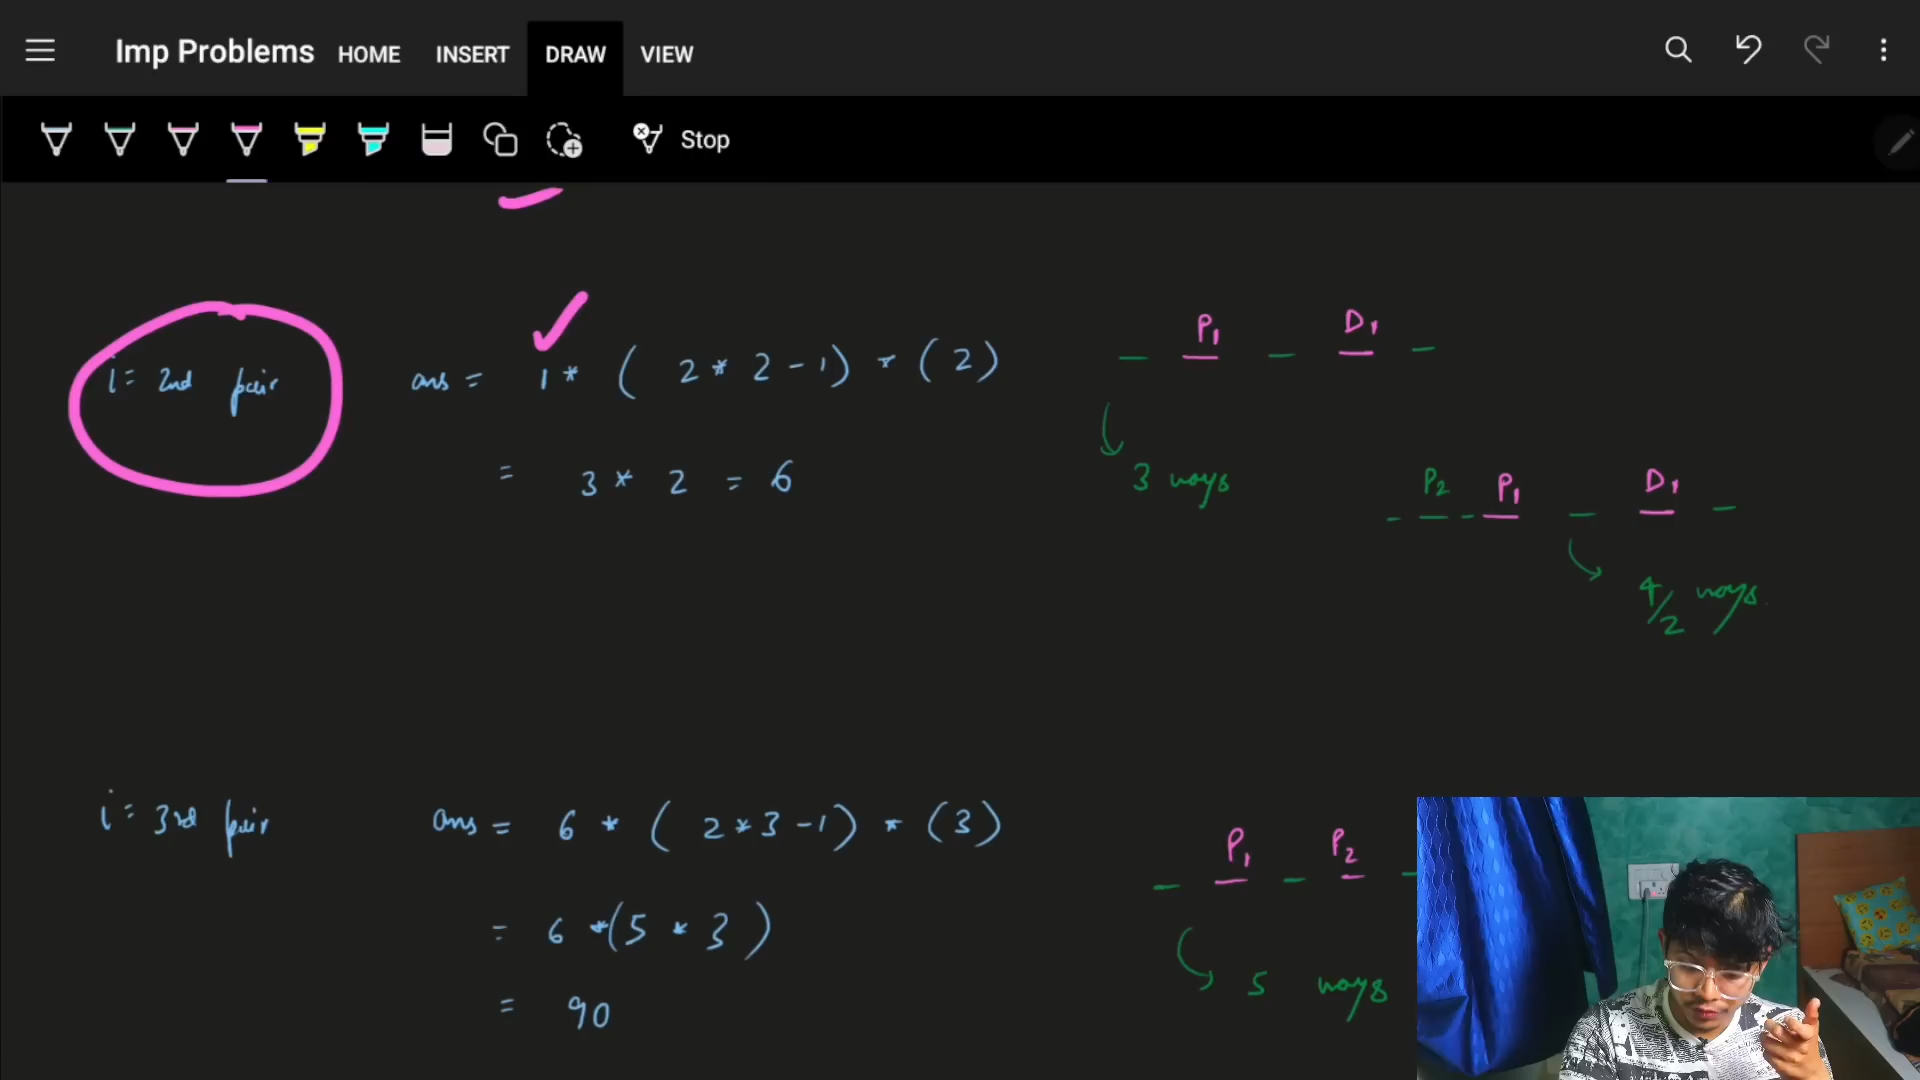 Imp Problems HOME INSERT DRAW VIEW
Stop
i= 2nd pair
ans = 1 * ( 2 * 2 - 1) * (2)
= 3 * 2 = 6
P1 D1
3 ways
P2 P1 D1
4/2 ways
i= 3rd pair
ans = 6 * ( 2 * 3 - 1) * (3)
= 6 * (5 * 3 )
= 90
P1 P2
5 ways